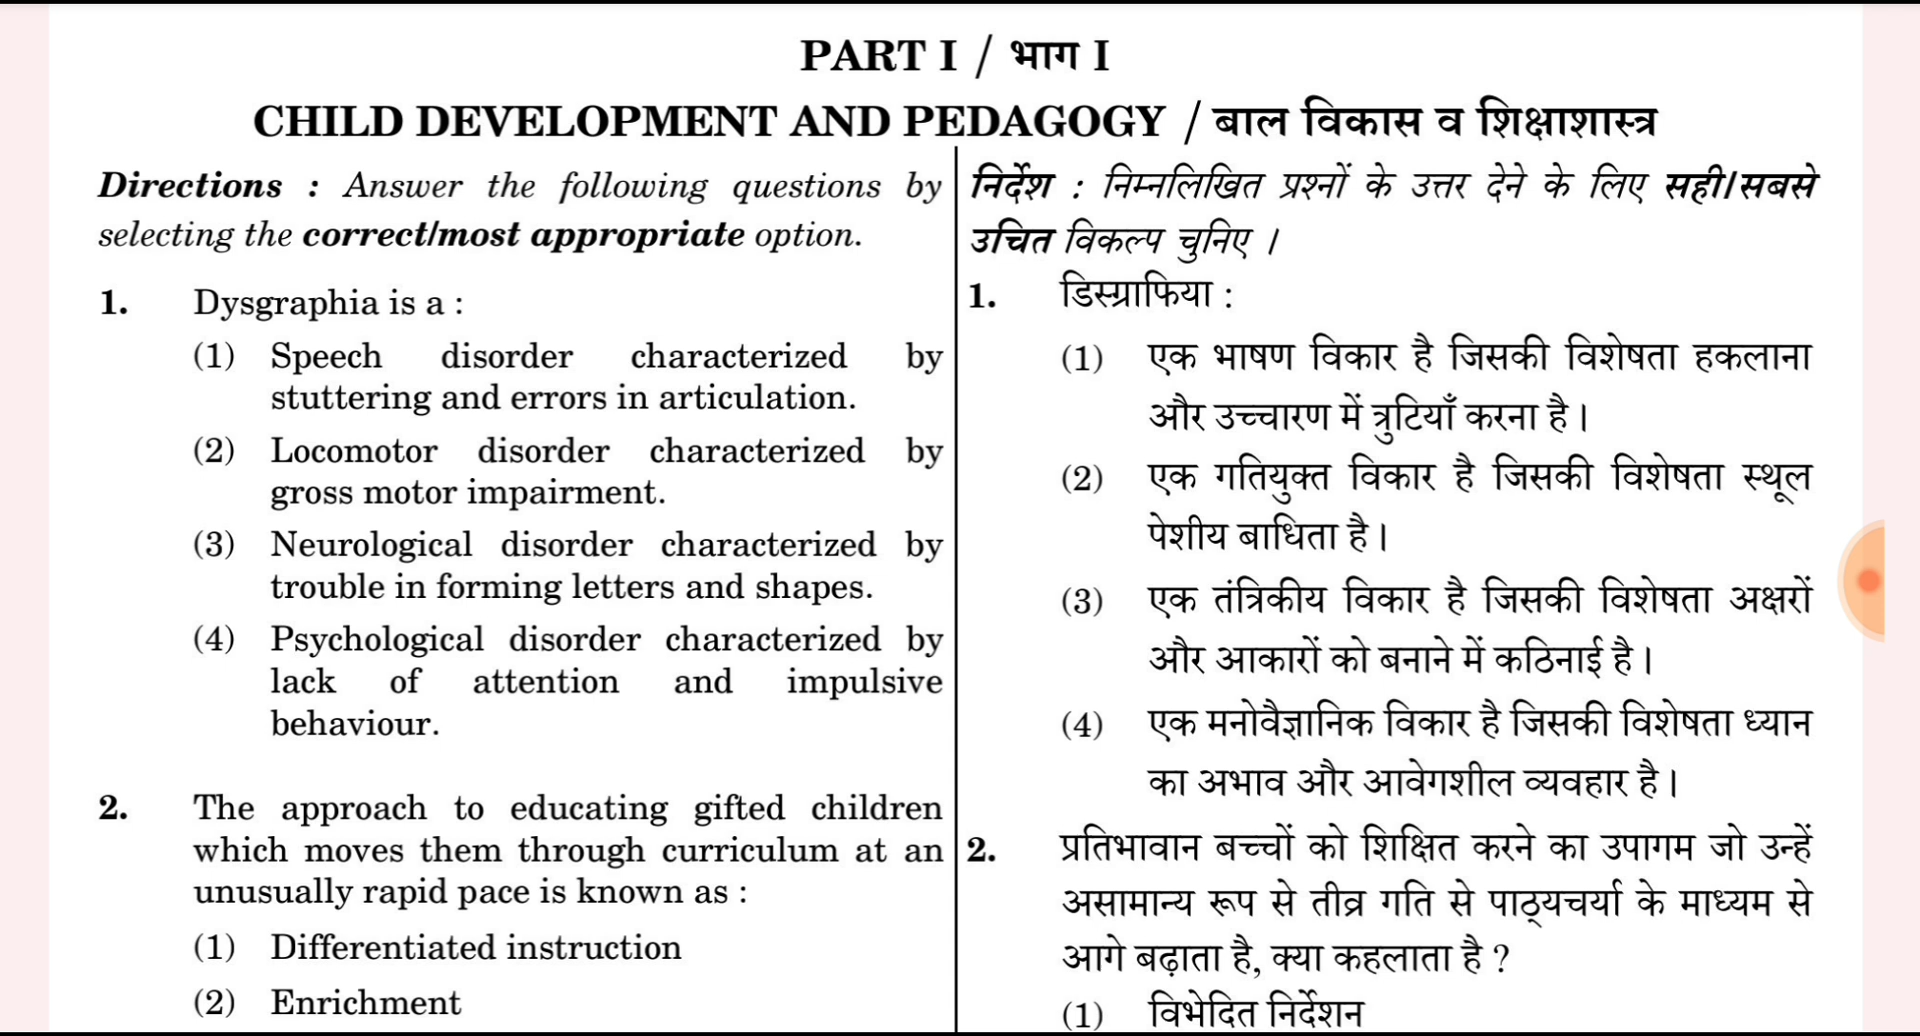 PART I / भाग I
CHILD DEVELOPMENT AND PEDAGOGY / बाल विकास व शिक्षाशास्त्र
Directions : Answer the following questions by
selecting the correct/most appropriate option.
1. Dysgraphia is a :
(1) Speech disorder characterized by
stuttering and errors in articulation.
(2) Locomotor disorder characterized by
gross motor impairment.
(3) Neurological disorder characterized by
trouble in forming letters and shapes.
(4) Psychological disorder characterized by
lack of attention and impulsive
behaviour.
2. The approach to educating gifted children
which moves them through curriculum at an
unusually rapid pace is known as :
(1) Differentiated instruction
(2) Enrichment
निर्देश : निम्नलिखित प्रश्नों के उत्तर देने के लिए सही/सबसे
उचित विकल्प चुनिए ।
1. डिस्ग्राफिया :
(1) एक भाषण विकार है जिसकी विशेषता हकलाना
और उच्चारण में त्रुटियाँ करना है ।
(2) एक गतियुक्त विकार है जिसकी विशेषता स्थूल
पेशीय बाधिता है ।
(3) एक तंत्रिकीय विकार है जिसकी विशेषता अक्षरों
और आकारों को बनाने में कठिनाई है ।
(4) एक मनोवैज्ञानिक विकार है जिसकी विशेषता ध्यान
का अभाव और आवेगशील व्यवहार है ।
2. प्रतिभावान बच्चों को शिक्षित करने का उपागम जो उन्हें
असामान्य रूप से तीव्र गति से पाठ्यचर्या के माध्यम से
आगे बढ़ाता है, क्या कहलाता है ?
(1) विभेदित निर्देशन